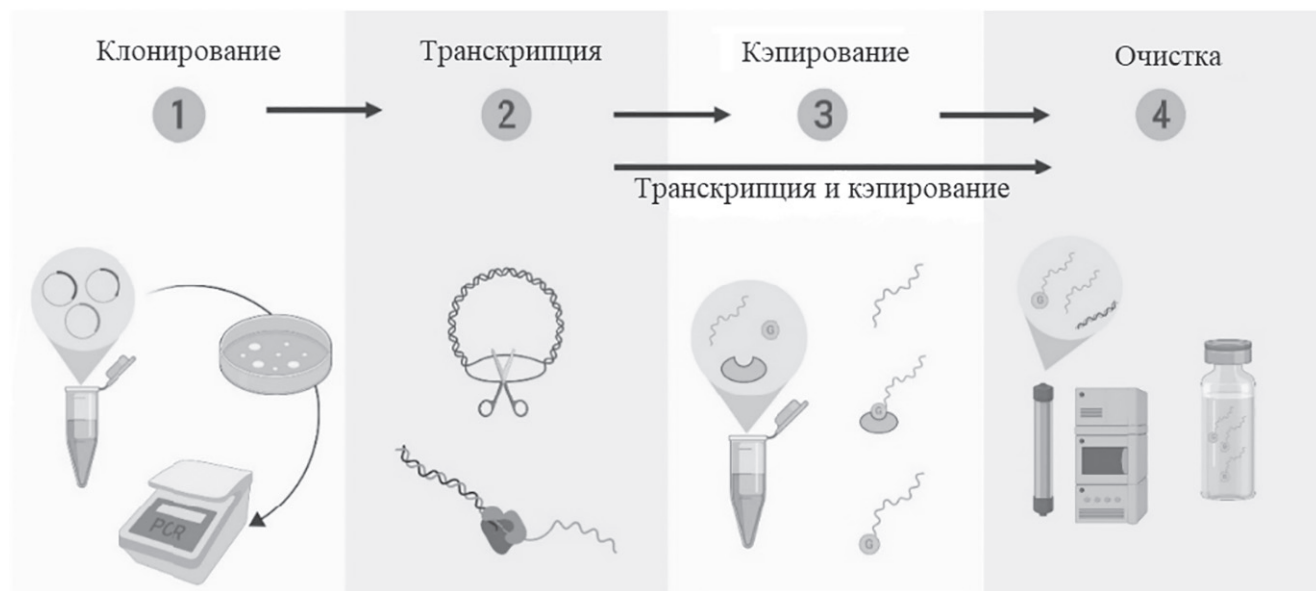 Клонирование
Транскрипция
Кэпирование
Очистка
1
2
3
4
Транскрипция и кэпирование
G
G
G
G
PCR